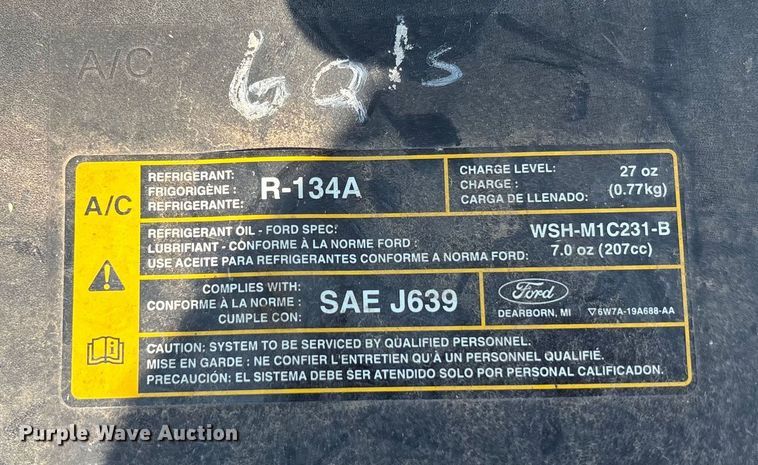 A/C
6Qts
A/C
REFRIGERANT:
FRIGORIGÈNE :
REFRIGERANTE:
R-134A
CHARGE LEVEL:
CHARGE :
CARGA DE LLENADO:
27 oz
(0.77kg)
REFRIGERANT OIL - FORD SPEC:
LUBRIFIANT - CONFORME À LA NORME FORD :
USE ACEITE PARA REFRIGERANTES CONFORME A NORMA FORD:
WSH-M1C231-B
7.0 oz (207cc)
COMPLIES WITH:
CONFORME À LA NORME :
CUMPLE CON:
SAE J639
Ford
DEARBORN, MI
▽6W7A-19A688-AA
CAUTION: SYSTEM TO BE SERVICED BY QUALIFIED PERSONNEL.
MISE EN GARDE : NE CONFIER L'ENTRETIEN QU'À UN PERSONNEL QUALIFIÉ.
PRECAUCIÓN: EL SISTEMA DEBE SER ATENDIDO SOLO POR PERSONAL CALIFICADO.
Purple Wave Auction